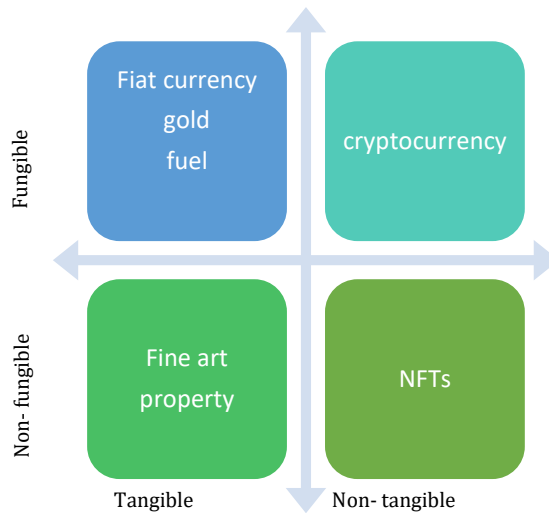 Fungible
Fiat currency
gold
fuel
cryptocurrency
Non- fungible
Fine art
property
NFTs
Tangible
Non- tangible